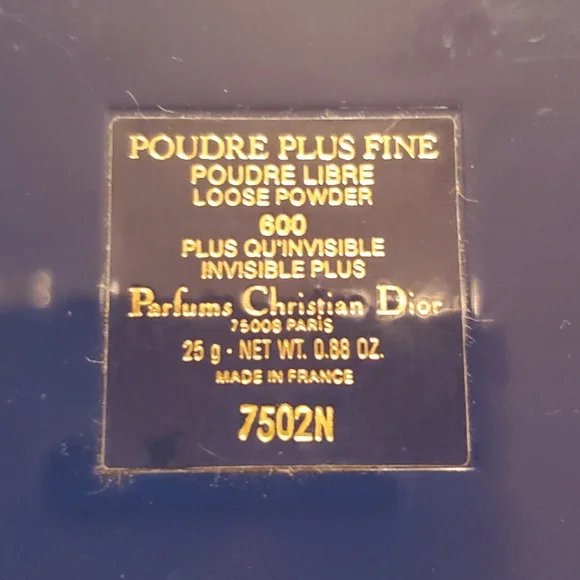 POUDRE PLUS FINE
POUDRE LIBRE
LOOSE POWDER
600
PLUS QU'INVISIBLE
INVISIBLE PLUS
Parfums Christian Dior
75008 PARIS
25 g · NET WT. 0.88 OZ.
MADE IN FRANCE
7502N